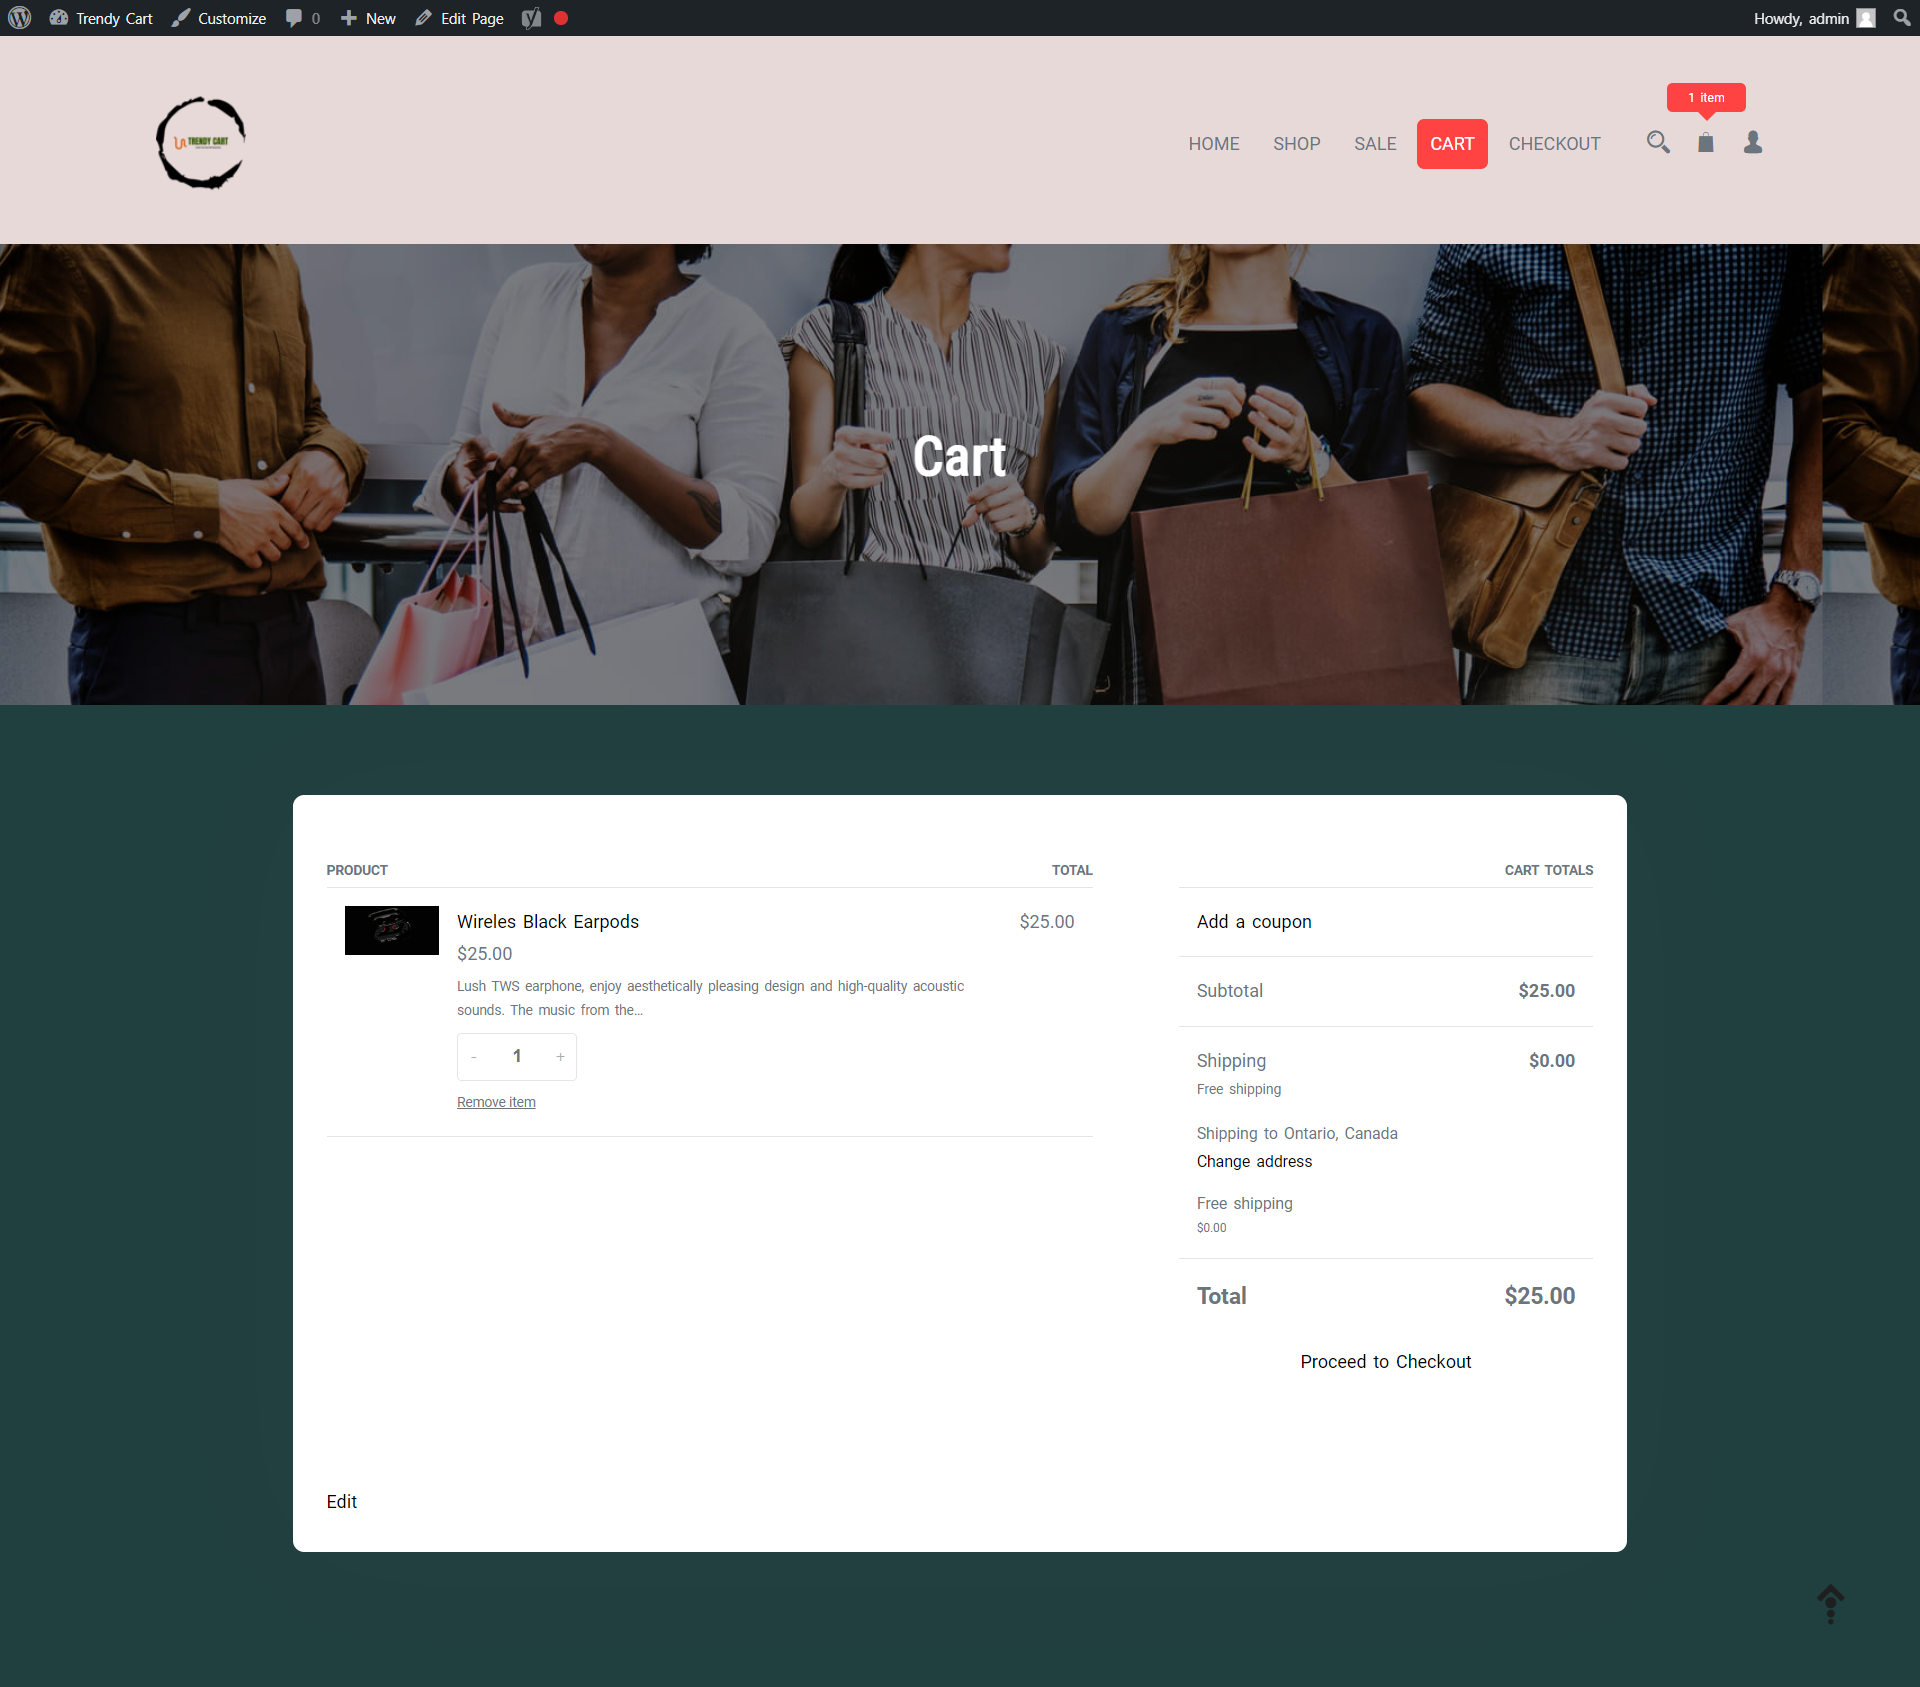 Trendy Cart Customize 0 New Edit Page Howdy, admin
1 item
TRENDY CART
HOME SHOP SALE CART CHECKOUT
Cart
PRODUCT TOTAL
Wireles Black Earpods $25.00
$25.00
Lush TWS earphone, enjoy aesthetically pleasing design and high-quality acoustic
sounds. The music from the…
- 1 +
Remove item
CART TOTALS
Add a coupon
Subtotal $25.00
Shipping $0.00
Free shipping
Shipping to Ontario, Canada
Change address
Free shipping
$0.00
Total $25.00
Proceed to Checkout
Edit